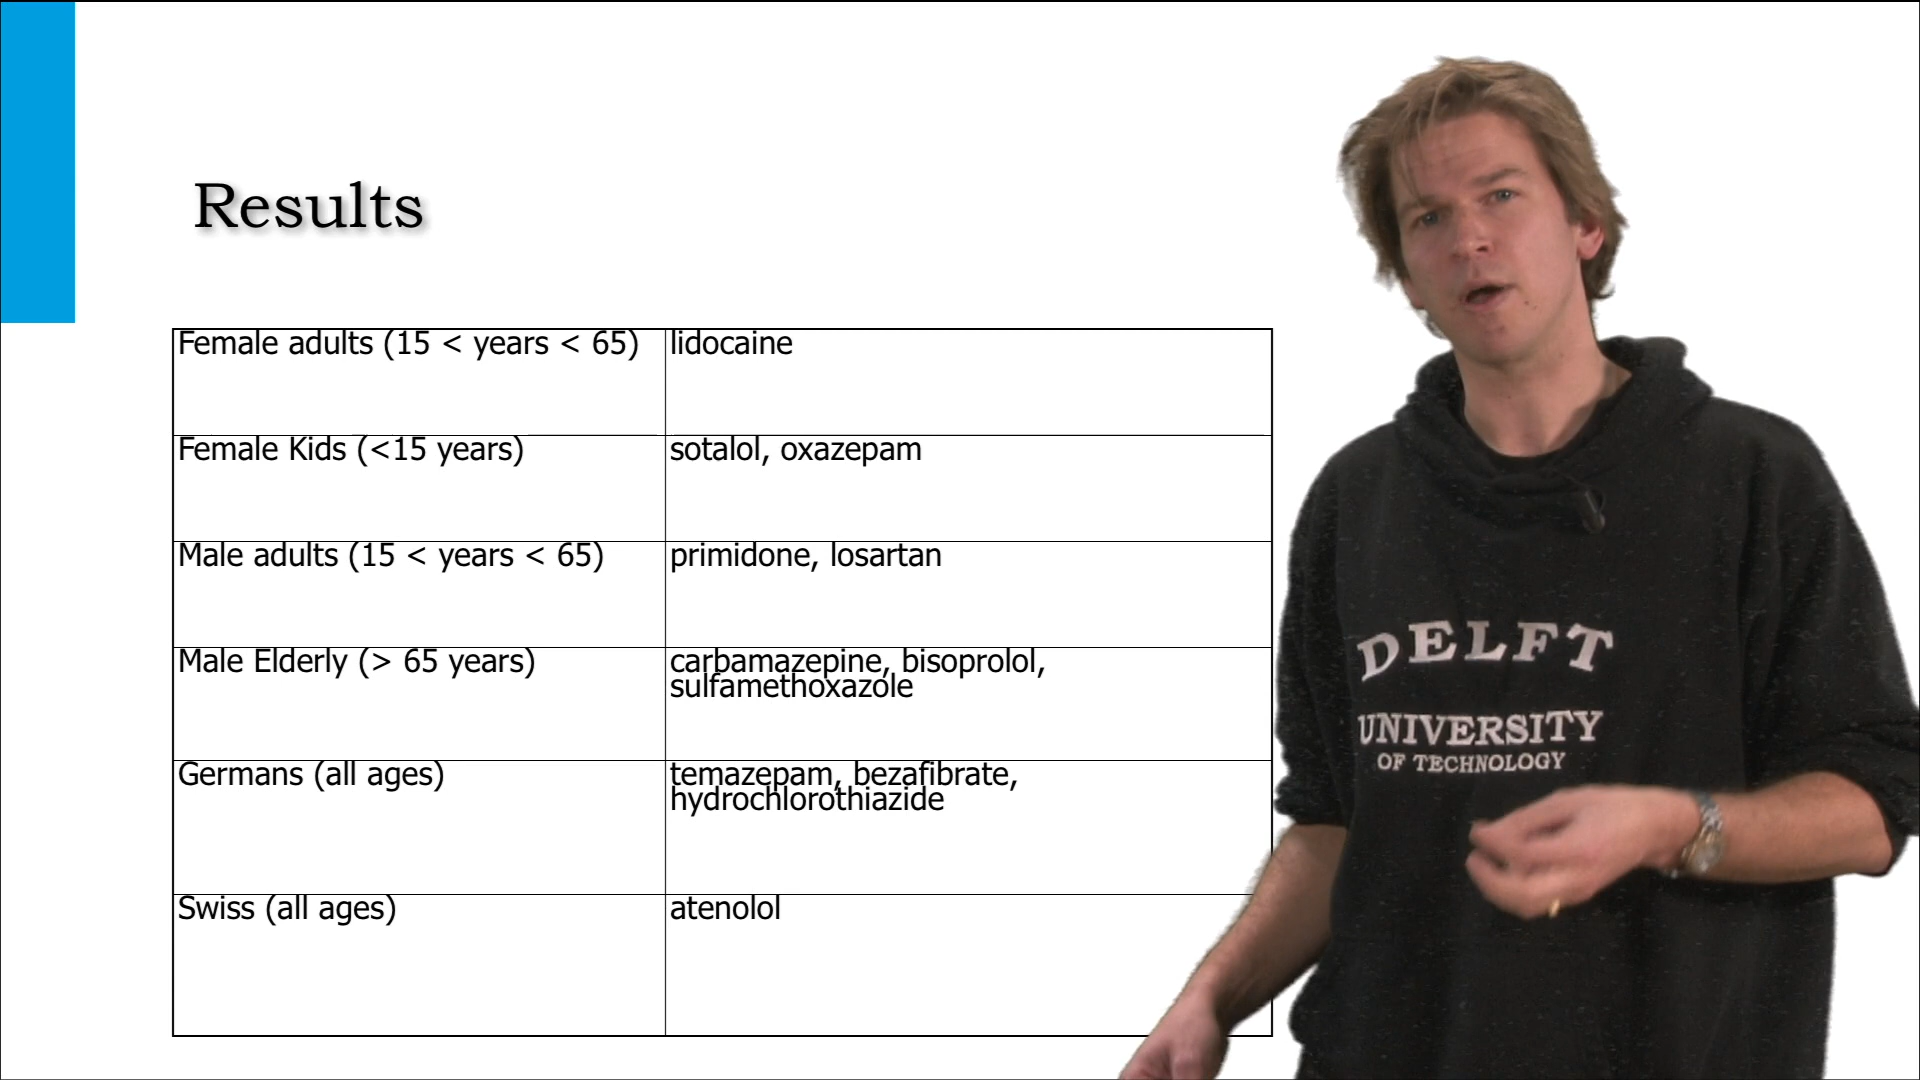 Results
Female adults (15 < years < 65) lidocaine
Female Kids (<15 years) sotalol, oxazepam
Male adults (15 < years < 65) primidone, losartan
Male Elderly (> 65 years) carbamazepine, bisoprolol,
sulfamethoxazole
Germans (all ages) temazepam, bezafibrate,
hydrochlorothiazide
Swiss (all ages) atenolol
DELFT
UNIVERSITY
OF TECHNOLOGY